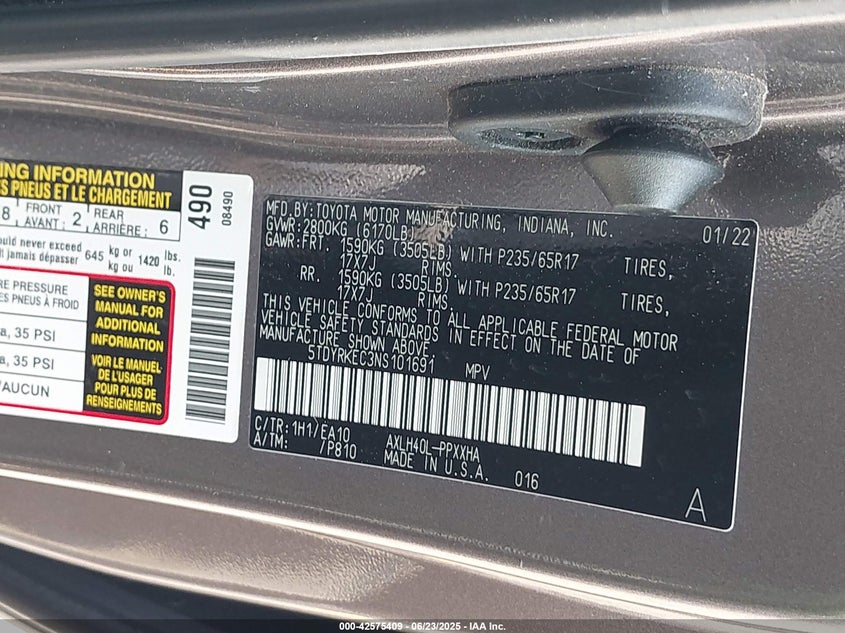 ING INFORMATION
ES PNEUS ET LE CHARGEMENT
8 FRONT AVANT: 2 REAR ARRIÈRE: 6
ould never exceed
it jamais dépasser 645 kg or kg ou 1420 lbs. lb.
RE PRESSURE
ES PNEUS À FROID
a, 35 PSI
a, 35 PSI
/AUCUN
SEE OWNER'S
MANUAL FOR
ADDITIONAL
INFORMATION
VOIR LE MANUEL
DE L'USAGER
POUR PLUS DE
RENSEIGNEMENTS
490
08490
MFD.BY:TOYOTA MOTOR MANUFACTURING, INDIANA, INC. 01/22
GVWR:2800KG (6170LB)
GAWR:FRT. 1590KG (3505LB) WITH P235/65R17 TIRES,
17X7J RIMS
RR. 1590KG (3505LB) WITH P235/65R17 TIRES,
17X7J RIMS
THIS VEHICLE CONFORMS TO ALL APPLICABLE FEDERAL MOTOR
VEHICLE SAFETY STANDARDS IN EFFECT ON THE DATE OF
MANUFACTURE SHOWN ABOVE.
5TDYRKEC3NS101691 MPV
C/TR:1H1/EA10 AXLH40L-PPXXHA
A/TM: /P810 MADE IN U.S.A. 016
A
000-42575409 - 06/23/2025 - IAA Inc.